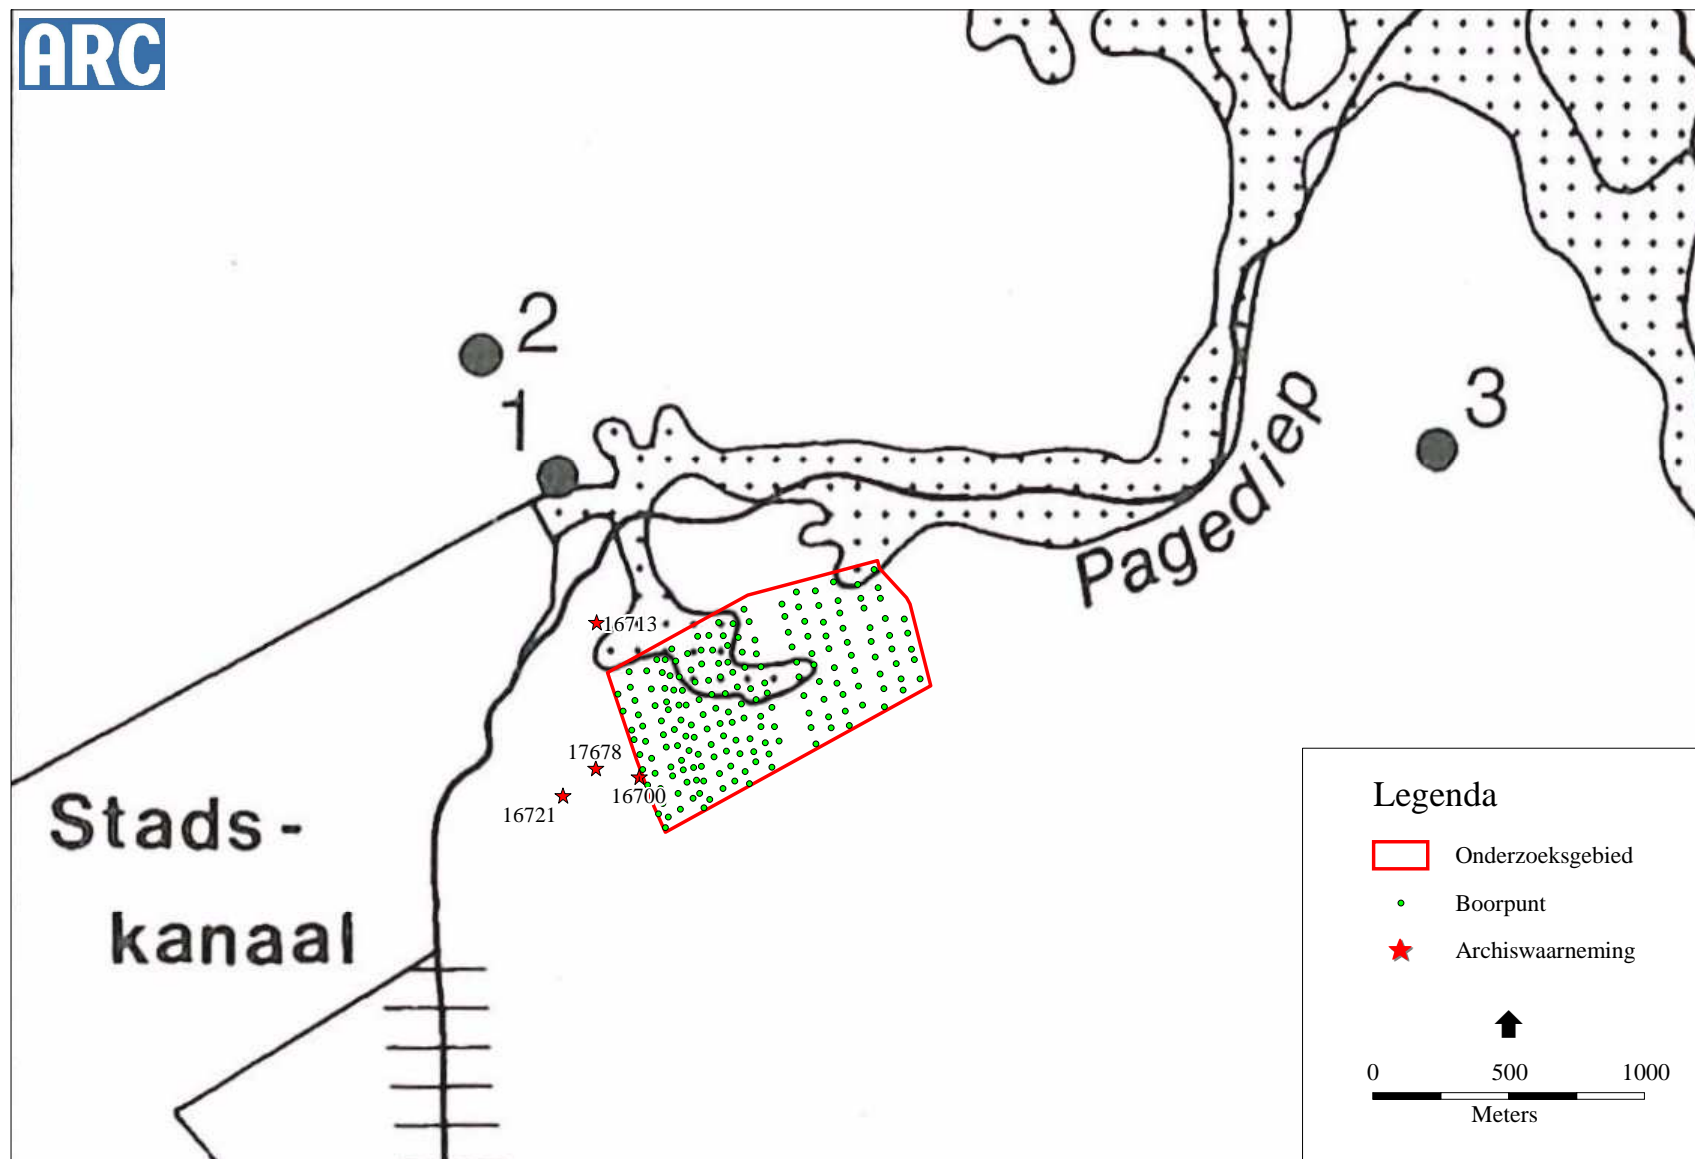 ARC
2
1
3
Pagediep
16713
17678
16700
16721
Stads-
kanaal
Legenda
Onderzoeksgebied
Boorpunt
Archiswaarneming
0 500 1000
Meters